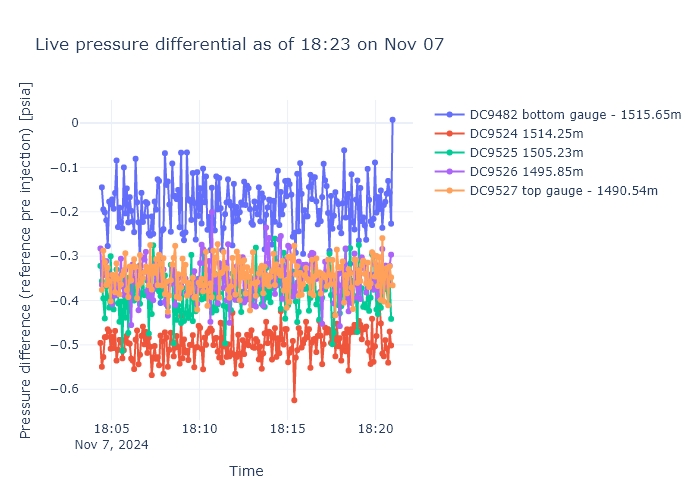 Live pressure differential as of 18:23 on Nov 07
Pressure difference (reference pre injection) [psia]
0
−0.1
−0.2
−0.3
−0.4
−0.5
−0.6
18:05
Nov 7, 2024
18:10
18:15
18:20
Time
DC9482 bottom gauge - 1515.65m
DC9524 1514.25m
DC9525 1505.23m
DC9526 1495.85m
DC9527 top gauge - 1490.54m